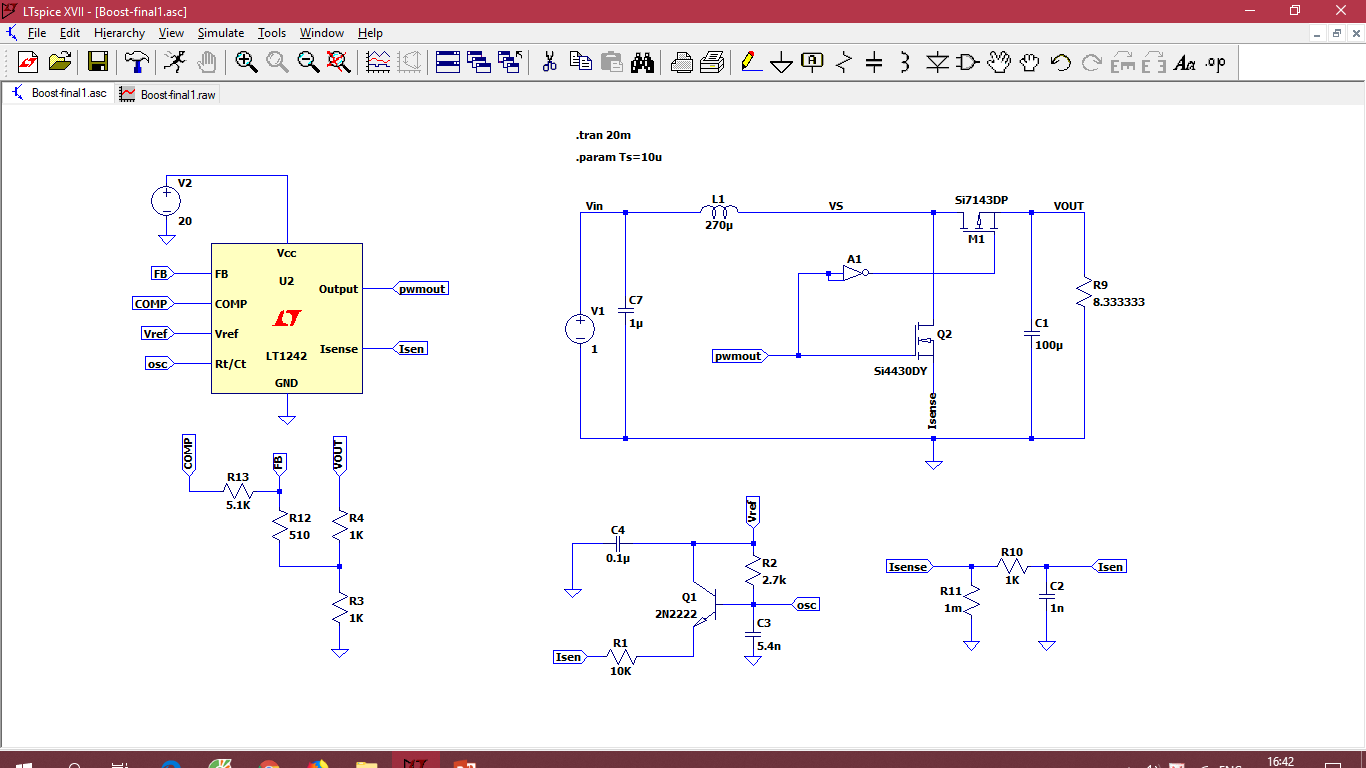 LTspice XVII - [Boost-final1.asc]
File Edit Hierarchy View Simulate Tools Window Help
Aa .op
Boost-final1.asc Boost-final1.raw
.tran 20m
.param Ts=10u
V2
20
Vcc
U2
FB FB
COMP COMP
Vref Vref
osc Rt/Ct
Output pwmout
Isense Isen
LT1242
GND
Vin
L1
270µ
VS
Si7143DP
M1
VOUT
A1
C7
1µ
V1
1
pwmout
Q2
Si4430DY
Isense
C1
100µ
R9
8.333333
COMP
FB
VOUT
R13
5.1K
R12
510
R4
1K
R3
1K
C4
0.1µ
Vref
R2
2.7k
Q1
2N2222
osc
C3
5.4n
Isen
R1
10K
Isense
R10
1K
Isen
R11
1m
C2
1n
16:42